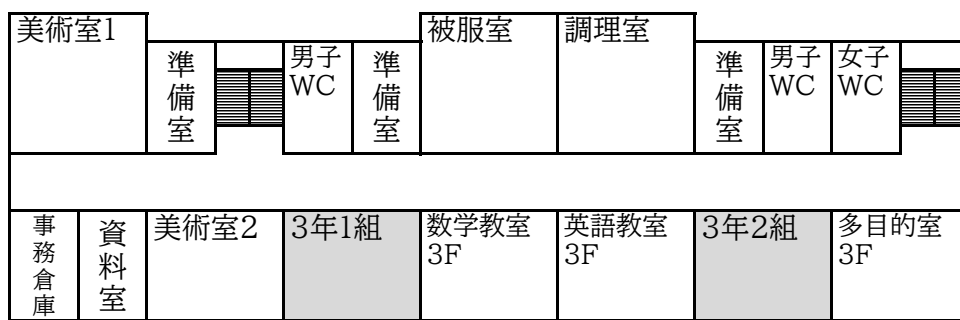 美術室1
準備室
男子
WC
準備室
被服室
調理室
準備室
男子
WC
女子
WC
事務倉庫
資料室
美術室2
3年1組
数学教室
3F
英語教室
3F
3年2組
多目的室
3F